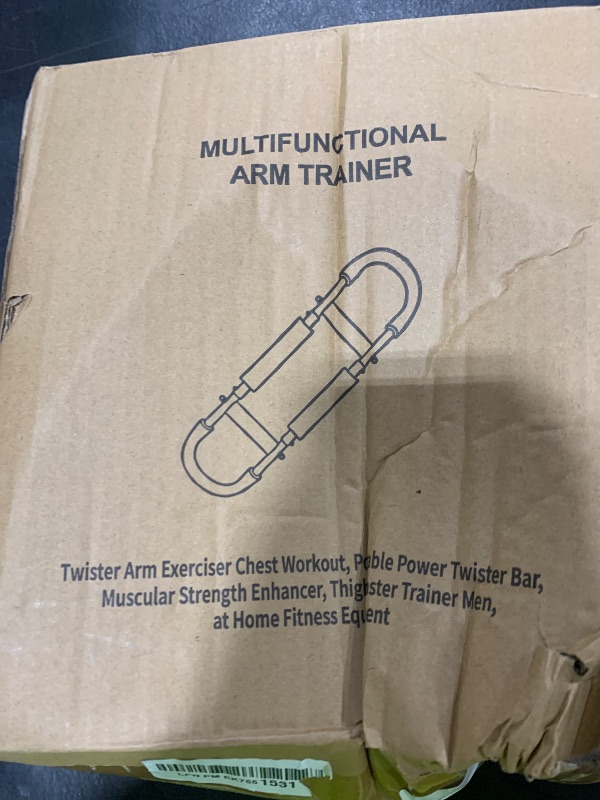 MULTIFUNCTIONAL
ARM TRAINER
Twister Arm Exerciser Chest Workout, Power Twister Bar,
Muscular Strength Enhancer, Trainer Men,
at Home Fitness
1531